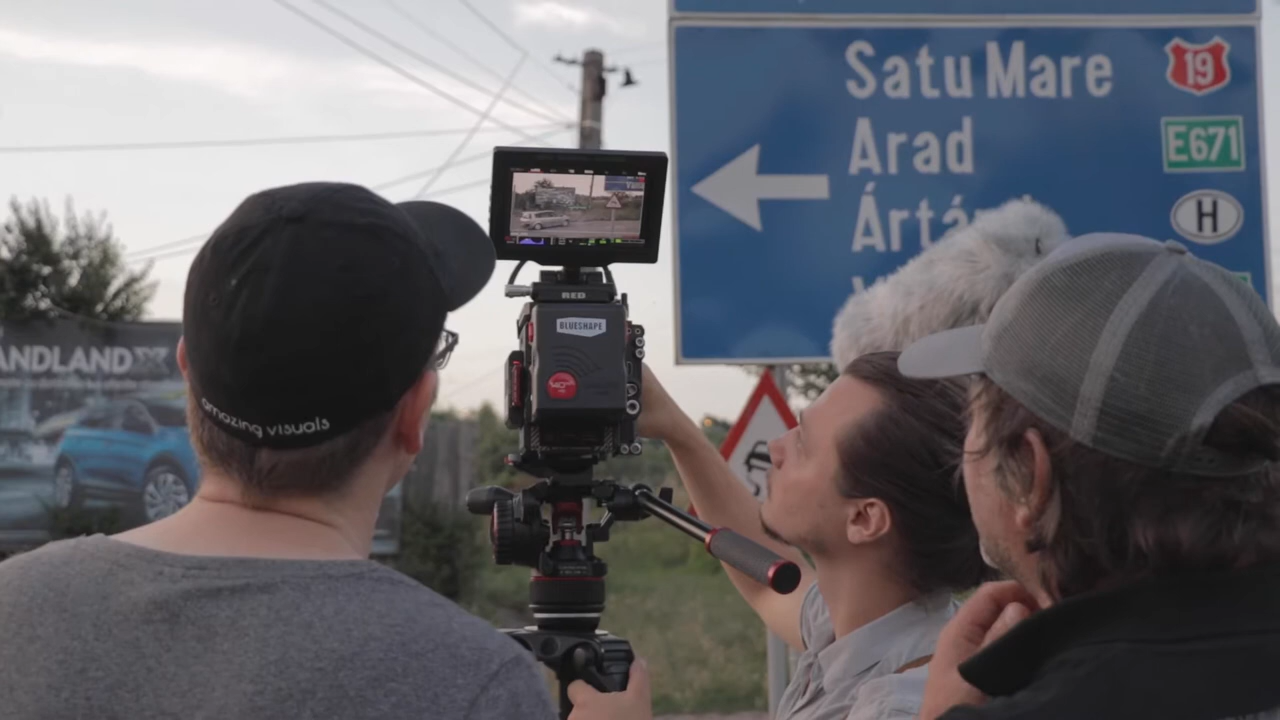 Satu Mare
19
Arad
E671
H
RED
BLUESHAPE
ANDLAND X
amazing visuals